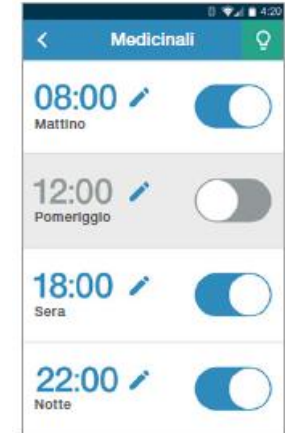 4:20
Medicinali
08:00
Mattino
12:00
Pomeriggio
18:00
Sera
22:00
Notte